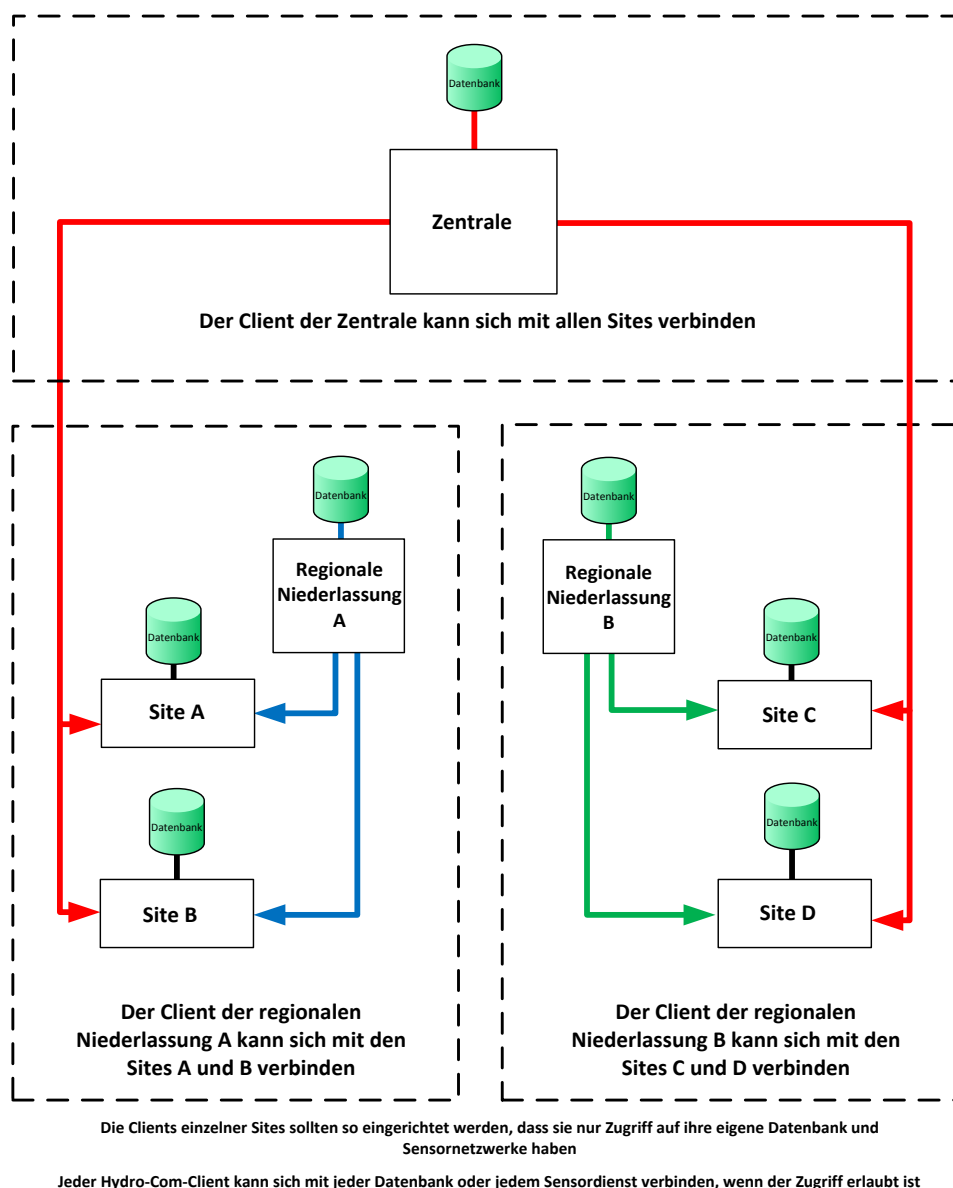 Datenbank
Zentrale
Der Client der Zentrale kann sich mit allen Sites verbinden
Datenbank
Regionale
Niederlassung
A
Datenbank
Site A
Datenbank
Site B
Der Client der regionalen
Niederlassung A kann sich mit den
Sites A und B verbinden
Datenbank
Regionale
Niederlassung
B
Datenbank
Site C
Datenbank
Site D
Der Client der regionalen
Niederlassung B kann sich mit den
Sites C und D verbinden
Die Clients einzelner Sites sollten so eingerichtet werden, dass sie nur Zugriff auf ihre eigene Datenbank und
Sensornetzwerke haben
Jeder Hydro-Com-Client kann sich mit jeder Datenbank oder jedem Sensordienst verbinden, wenn der Zugriff erlaubt ist